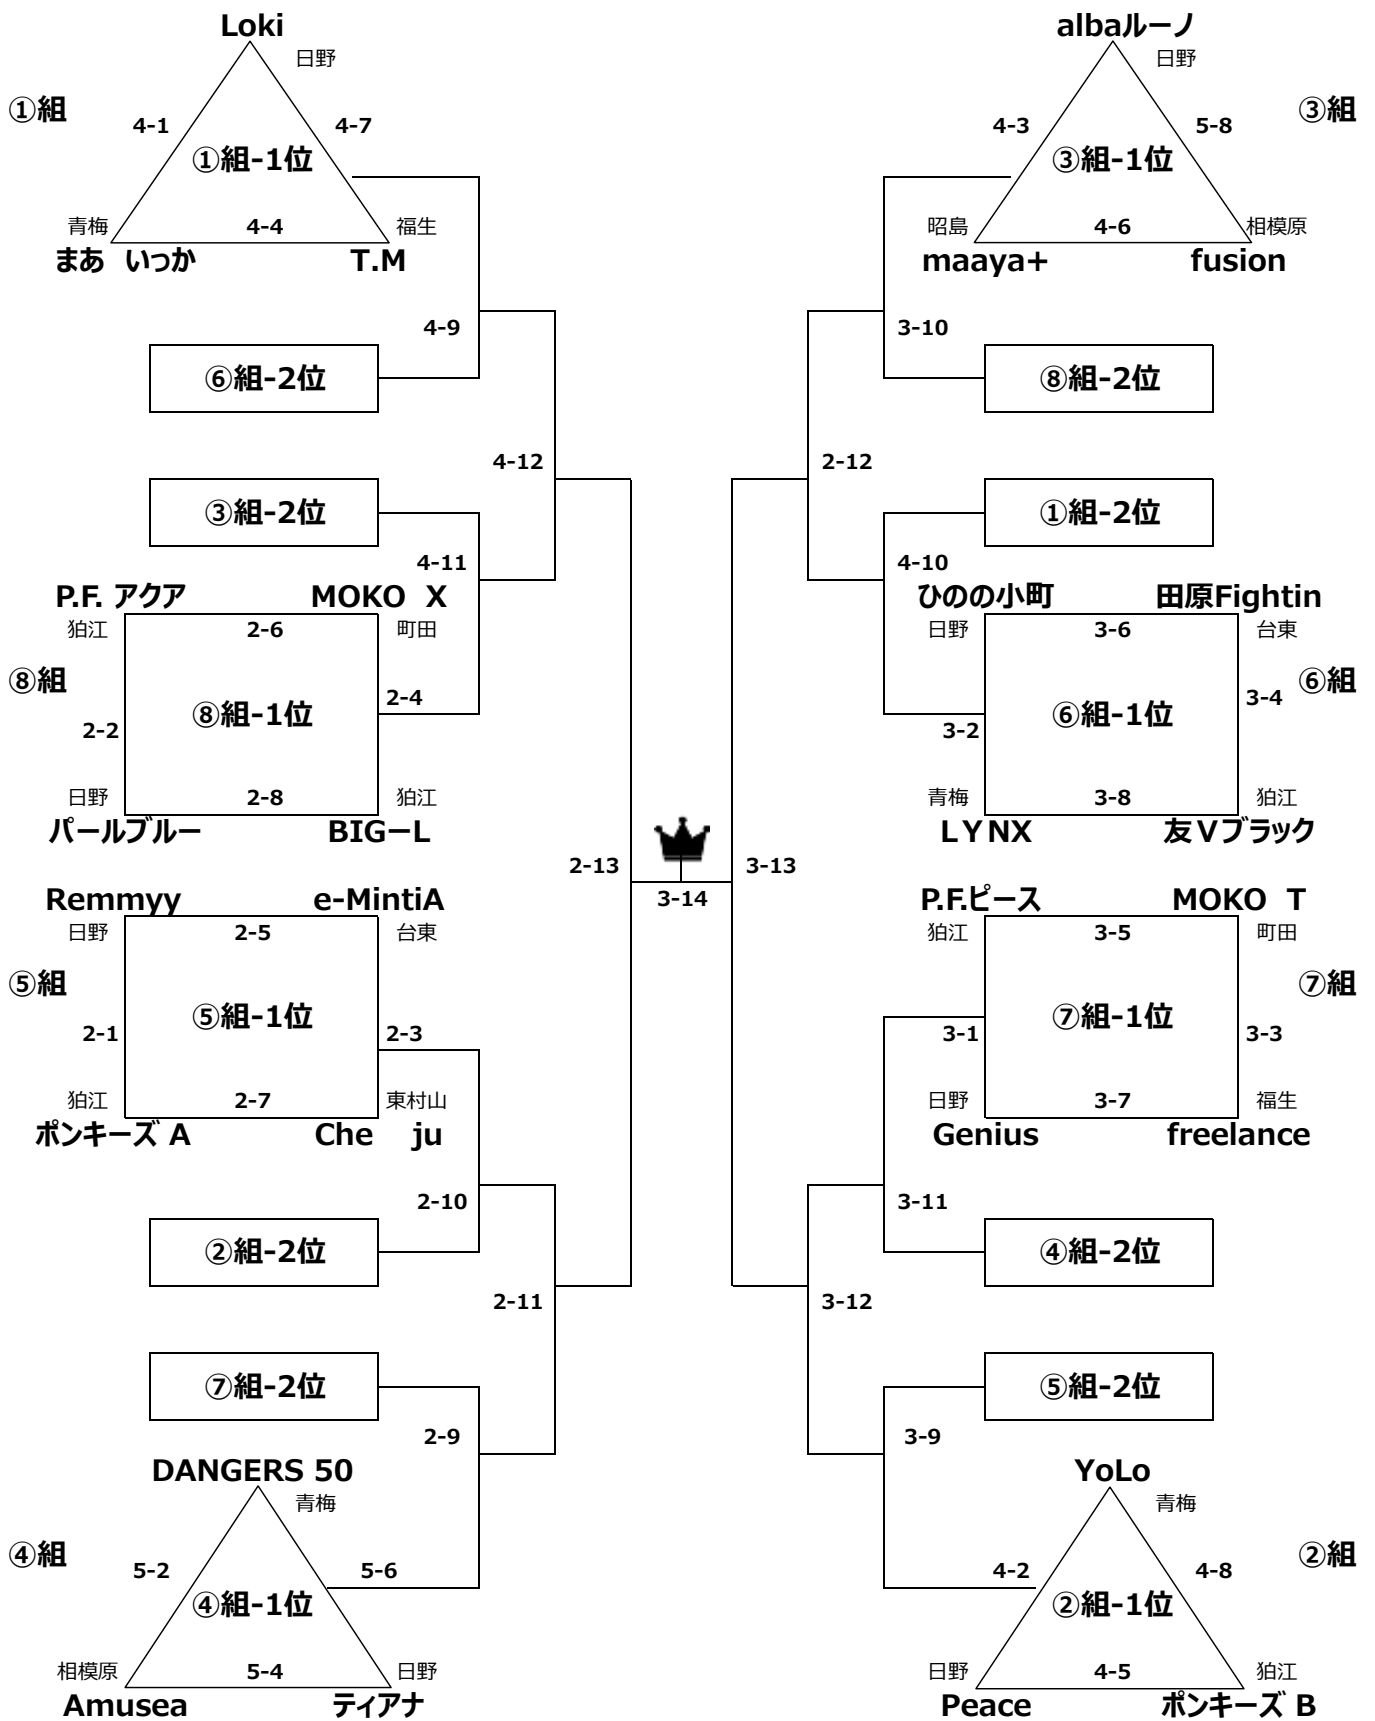 Loki
日野
①組
4-1
4-7
①組-1位
青梅
4-4
福生
まあ いっか
T.M
4-9
⑥組-2位
4-12
③組-2位
4-11
P.F. アクア
MOKO X
狛江
2-6
町田
⑧組
⑧組-1位
2-4
2-2
日野
2-8
狛江
パールブルー
BIGーL
2-13
Remmyy
e-MintiA
日野
2-5
台東
⑤組
⑤組-1位
2-1
2-3
狛江
2-7
東村山
ポンキーズ A
Che ju
2-10
②組-2位
2-11
⑦組-2位
2-9
DANGERS 50
青梅
④組
5-2
5-6
④組-1位
相模原
5-4
日野
Amusea
ティアナ
3-14
albaルーノ
日野
③組
4-3
5-8
③組-1位
昭島
4-6
相模原
maaya+
fusion
3-10
⑧組-2位
2-12
①組-2位
4-10
ひのの小町
田原Fightin
日野
3-6
台東
⑥組
⑥組-1位
3-4
3-2
青梅
3-8
狛江
LYNX
友Vブラック
3-13
P.F.ピース
MOKO T
狛江
3-5
町田
⑦組
⑦組-1位
3-1
3-3
日野
3-7
福生
Genius
freelance
3-11
④組-2位
3-12
⑤組-2位
3-9
YoLo
青梅
②組
4-2
4-8
②組-1位
日野
4-5
狛江
Peace
ポンキーズ B